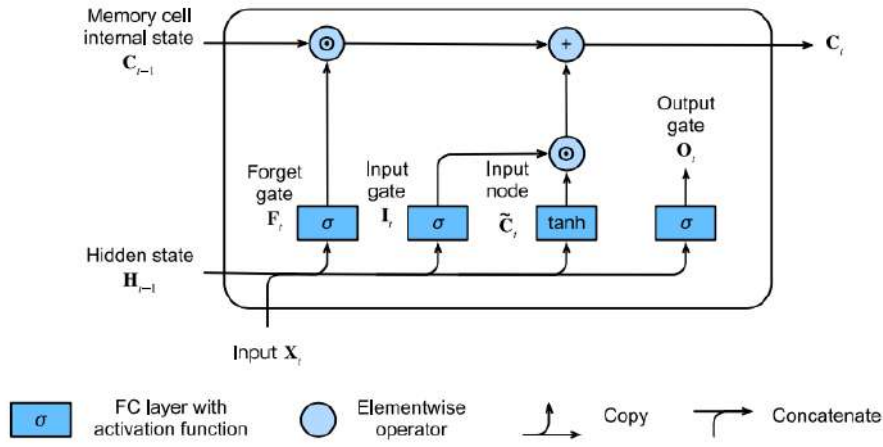 Memory cell
internal state
C_{t−1}
C_t
Output
gate
O_t
Forget
gate
F_t
Input
gate
I_t
Input
node
C̃_t
σ
σ
tanh
σ
Hidden state
H_{t−1}
Input X_t
σ
FC layer with
activation function
Elementwise
operator
Copy
Concatenate